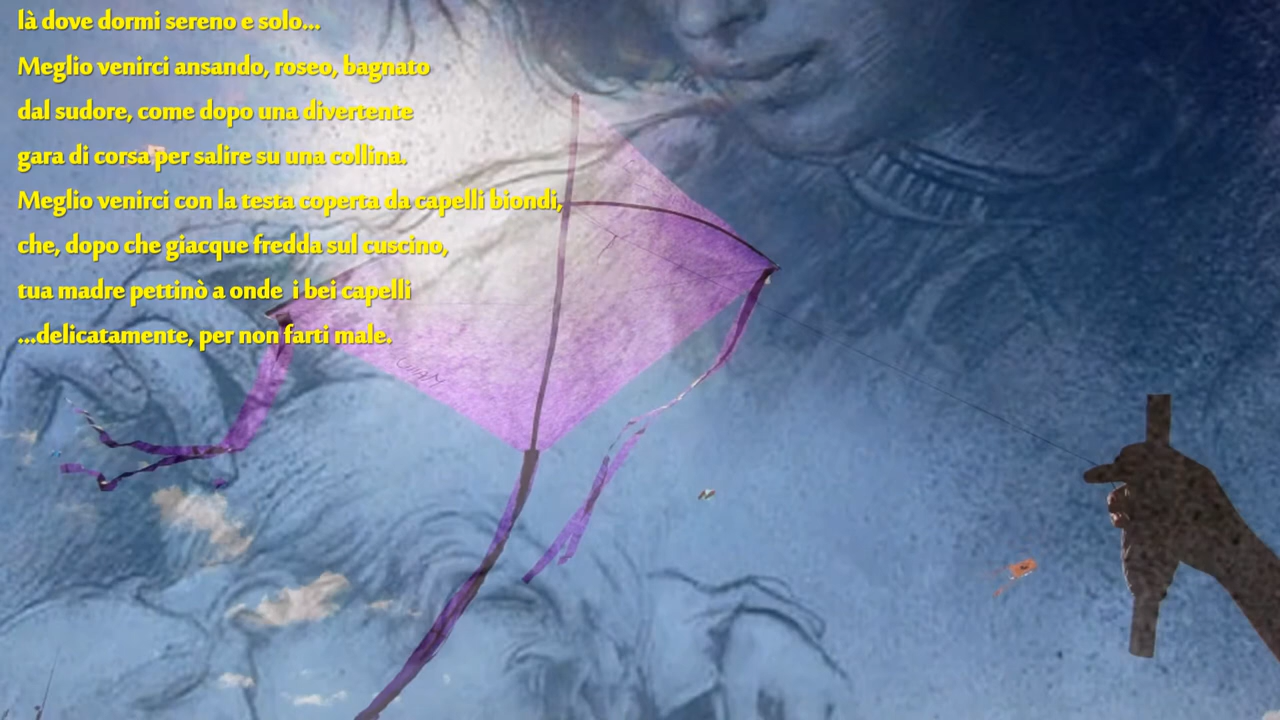 là dove dormi sereno e solo...
Meglio venirci ansando, roseo, bagnato
dal sudore, come dopo una divertente
gara di corsa per salire su una collina.
Meglio venirci con la testa coperta da capelli biondi,
che, dopo che giacque fredda sul cuscino,
tua madre pettinò a onde  i bei capelli
...delicatamente, per non farti male.